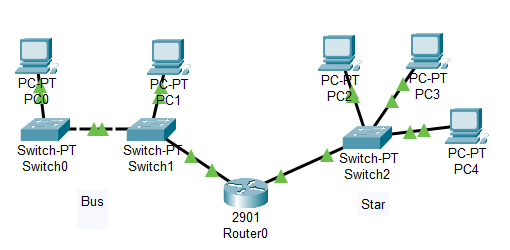 PC-PT
PC0
PC-PT
PC1
PC-PT
PC2
PC-PT
PC3
PC-PT
PC4
Switch-PT
Switch0
Switch-PT
Switch1
Switch-PT
Switch2
Bus
Star
2901
Router0